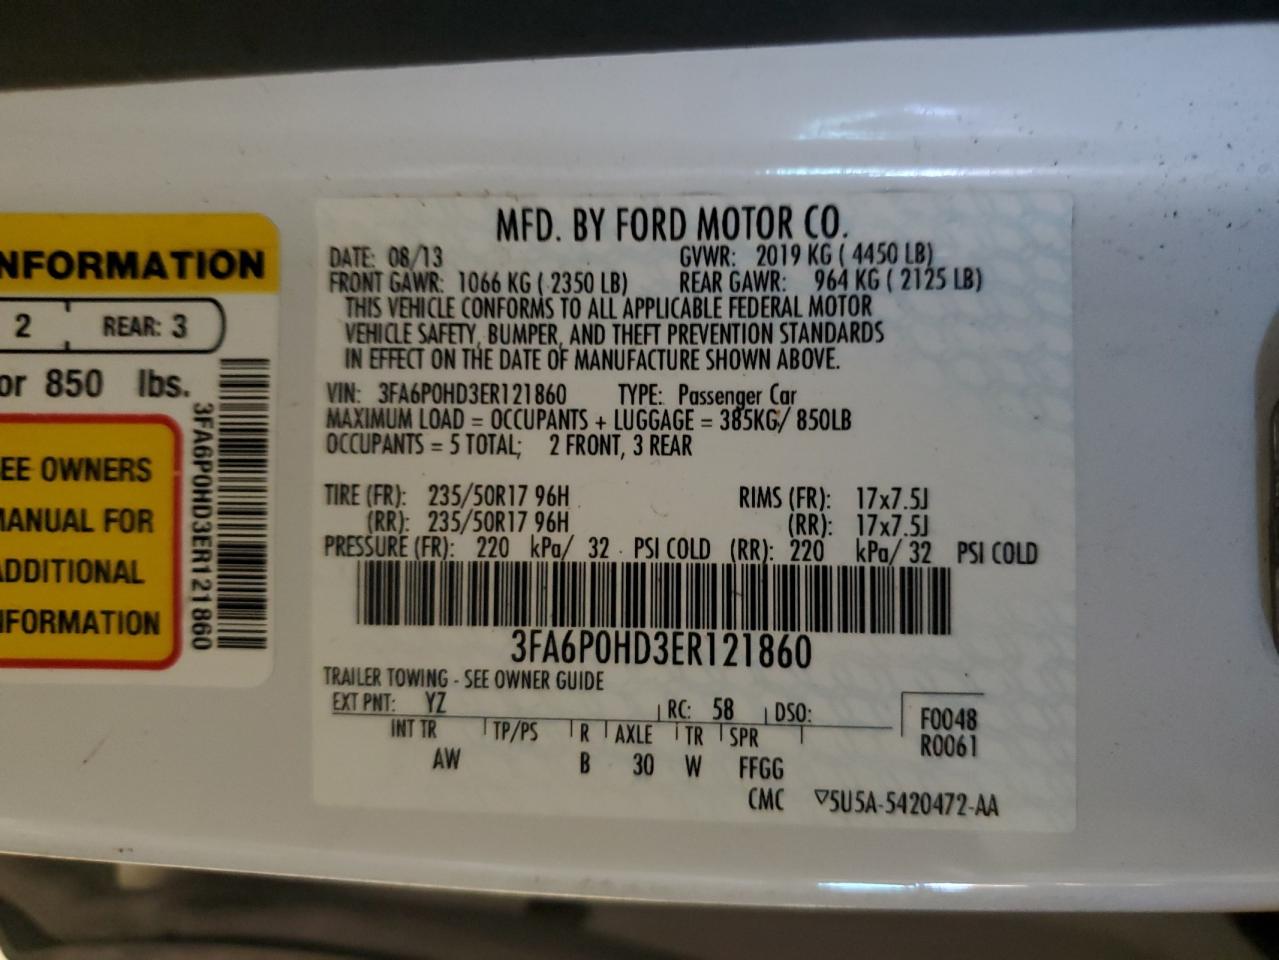 NFORMATION
2 REAR: 3
or 850 lbs.
EE OWNERS
MANUAL FOR
ADDITIONAL
NFORMATION
3FA6P0HD3ER121860
MFD. BY FORD MOTOR CO.
DATE: 08/13 GVWR: 2019 KG ( 4450 LB)
FRONT GAWR: 1066 KG ( 2350 LB) REAR GAWR: 964 KG ( 2125 LB)
THIS VEHICLE CONFORMS TO ALL APPLICABLE FEDERAL MOTOR
VEHICLE SAFETY, BUMPER, AND THEFT PREVENTION STANDARDS
IN EFFECT ON THE DATE OF MANUFACTURE SHOWN ABOVE.
VIN: 3FA6P0HD3ER121860 TYPE: Passenger Car
MAXIMUM LOAD = OCCUPANTS + LUGGAGE = 385KG/ 850LB
OCCUPANTS = 5 TOTAL; 2 FRONT, 3 REAR
TIRE (FR): 235/50R17 96H RIMS (FR): 17x7.5J
(RR): 235/50R17 96H (RR): 17x7.5J
PRESSURE (FR): 220 kPa/ 32 PSI COLD (RR): 220 kPa/ 32 PSI COLD
3FA6P0HD3ER121860
TRAILER TOWING - SEE OWNER GUIDE
EXT PNT: YZ RC: 58 DSO: F0048
INT TR TP/PS R AXLE TR SPR R0061
AW B 30 W FFGG
CMC ▽5U5A-5420472-AA